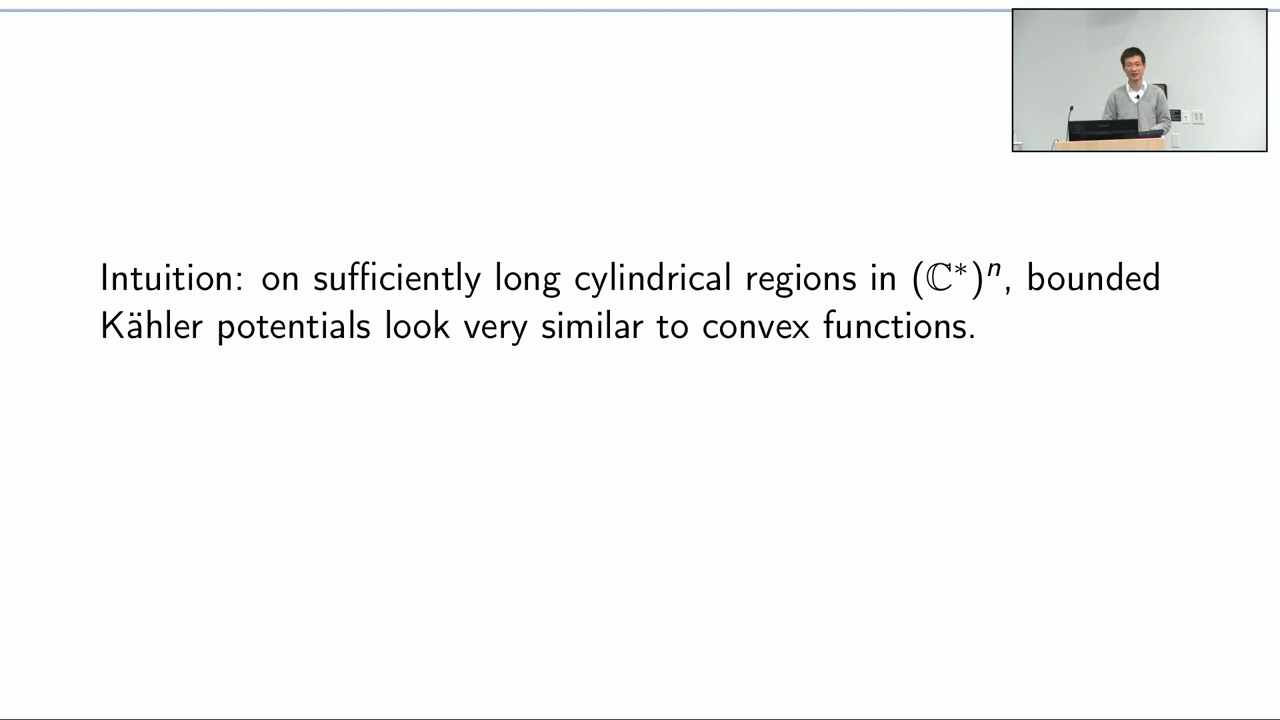 Intuition: on sufficiently long cylindrical regions in (ℂ*)ⁿ, bounded
Kähler potentials look very similar to convex functions.